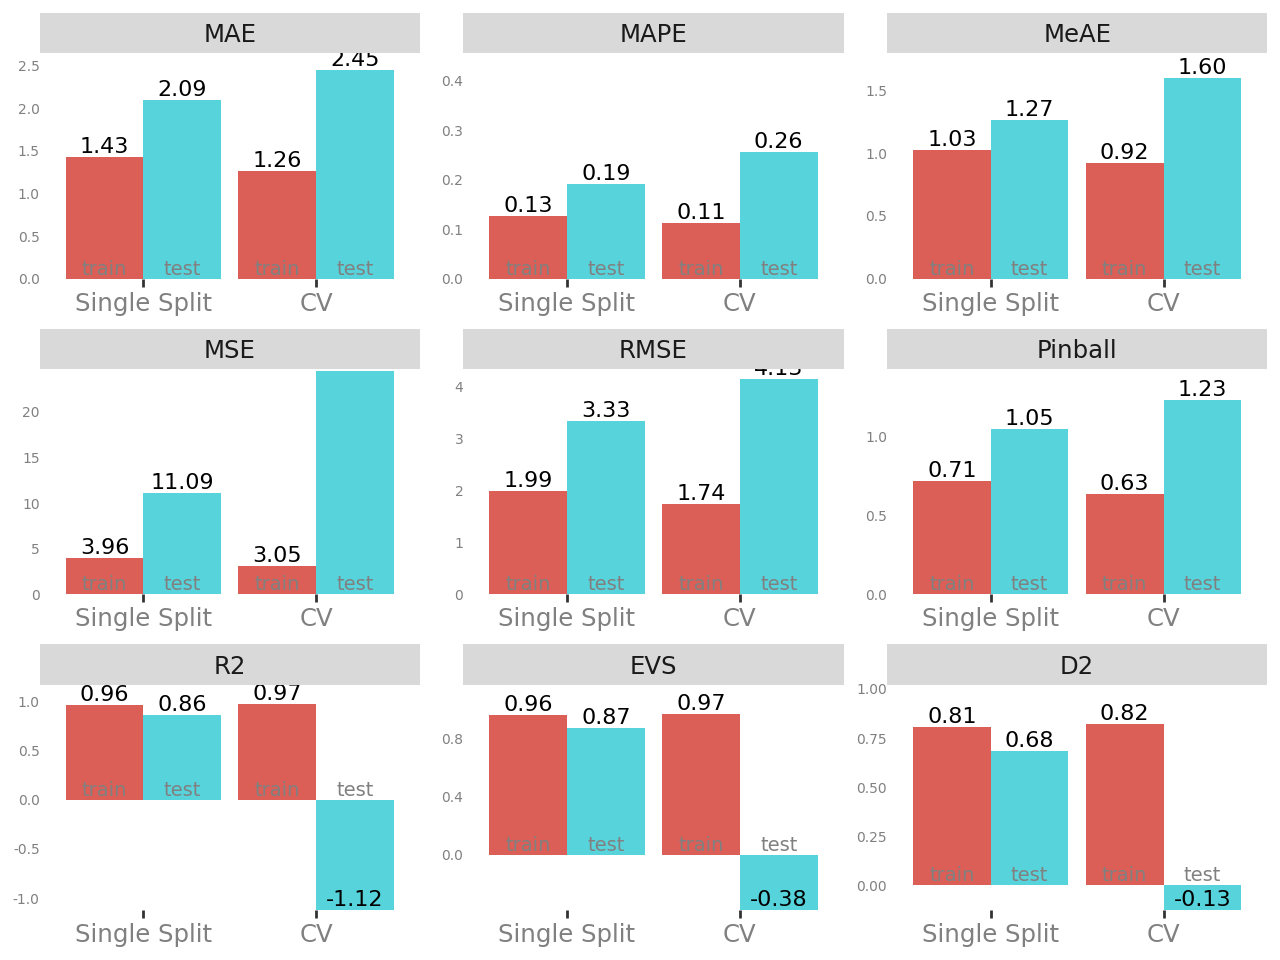 MAE
2.5
2.0
1.5
1.0
0.5
0.0
1.43
2.09
1.26
2.45
train
test
train
test
Single Split
CV
MAPE
0.4
0.3
0.2
0.1
0.0
0.13
0.19
0.11
0.26
train
test
train
test
Single Split
CV
MeAE
1.5
1.0
0.5
0.0
1.03
1.27
0.92
1.60
train
test
train
test
Single Split
CV
MSE
20
15
10
5
0
3.96
11.09
3.05
train
test
train
test
Single Split
CV
RMSE
4
3
2
1
0
1.99
3.33
1.74
train
test
train
test
Single Split
CV
Pinball
1.0
0.5
0.0
0.71
1.05
0.63
1.23
train
test
train
test
Single Split
CV
R2
1.0
0.5
0.0
-0.5
-1.0
0.96
0.86
0.97
-1.12
train
test
train
test
Single Split
CV
EVS
0.8
0.4
0.0
0.96
0.87
0.97
-0.38
train
test
train
test
Single Split
CV
D2
1.00
0.75
0.50
0.25
0.00
0.81
0.68
0.82
-0.13
train
test
train
test
Single Split
CV